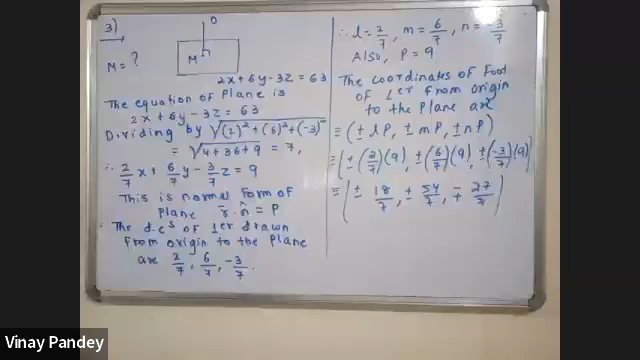 3)
O
M
M = ?
2x+6y-3z = 63
The equation of Plane is
2x+6y-3z = 63
Dividing by √((2)²+(6)²+(-3)²)
= √(4+36+9) = 7,
∴ 2/7 x + 6/7 y - 3/7 z = 9
This is normal form of
Plane r̄. n̂ = P
∴ The d.cˢ of ⊥er drawn
from origin to the Plane
are 2/7, 6/7, -3/7.
∴ l = 2/7, m = 6/7, n = -3/7
Also, P = 9
The coordinates of Foot
of ⊥er from origin
to the Plane are
≡ (± lP, ± mP, ± nP)
≡ (± (2/7)(9), ± (6/7)(9), ± (-3/7)(9))
≡ (± 18/7, ± 54/7, ∓ 27/7)
Vinay Pandey